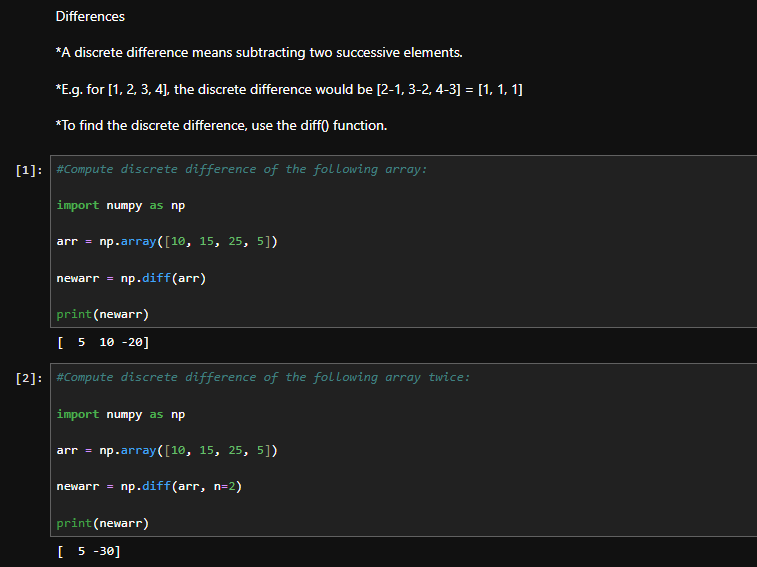 Differences
*A discrete difference means subtracting two successive elements.
*E.g. for [1, 2, 3, 4], the discrete difference would be [2-1, 3-2, 4-3] = [1, 1, 1]
*To find the discrete difference, use the diff() function.
[1]: #Compute discrete difference of the following array:
import numpy as np
arr = np.array([10, 15, 25, 5])
newarr = np.diff(arr)
print(newarr)
[  5  10 -20]
[2]: #Compute discrete difference of the following array twice:
import numpy as np
arr = np.array([10, 15, 25, 5])
newarr = np.diff(arr, n=2)
print(newarr)
[  5 -30]